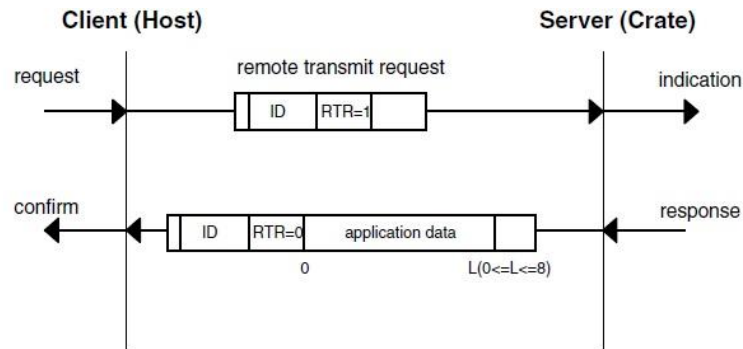 Client (Host) Server (Crate)
request remote transmit request indication
ID RTR=1
confirm response
ID RTR=0 application data
0 L(0<=L<=8)